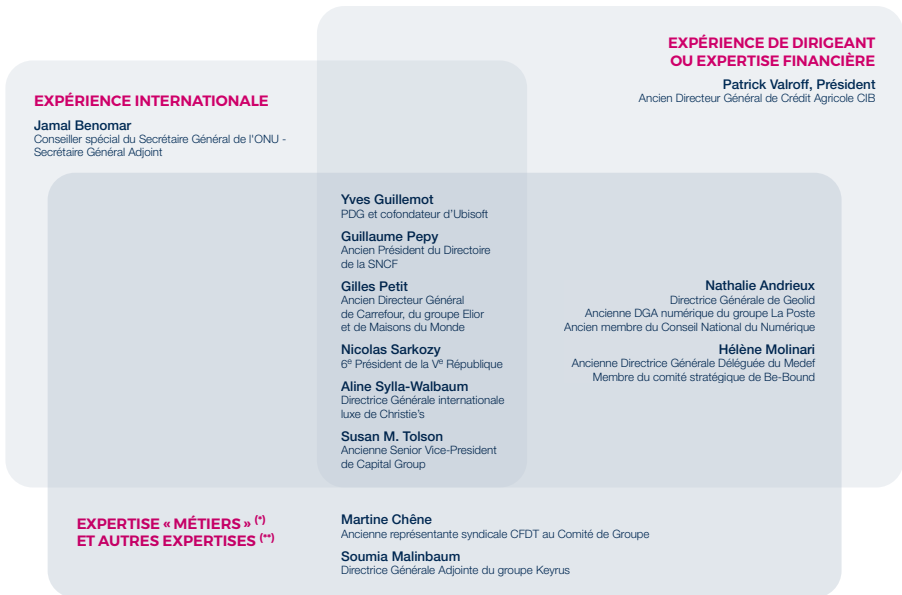 EXPÉRIENCE DE DIRIGEANT
OU EXPERTISE FINANCIÈRE
Patrick Valroff, Président
Ancien Directeur Général de Crédit Agricole CIB
EXPÉRIENCE INTERNATIONALE
Jamal Benomar
Conseiller spécial du Secrétaire Général de l'ONU -
Secrétaire Général Adjoint
Yves Guillemot
PDG et cofondateur d'Ubisoft
Guillaume Pepy
Ancien Président du Directoire
de la SNCF
Gilles Petit
Ancien Directeur Général
de Carrefour, du groupe Elior
et de Maisons du Monde
Nicolas Sarkozy
6e Président de la Ve République
Aline Sylla-Walbaum
Directrice Générale internationale
luxe de Christie's
Susan M. Tolson
Ancienne Senior Vice-President
de Capital Group
Nathalie Andrieux
Directrice Générale de Geolid
Ancienne DGA numérique du groupe La Poste
Ancien membre du Conseil National du Numérique
Hélène Molinari
Ancienne Directrice Générale Déléguée du Medef
Membre du comité stratégique de Be-Bound
EXPERTISE « MÉTIERS » (*)
ET AUTRES EXPERTISES (**)
Martine Chêne
Ancienne représentante syndicale CFDT au Comité de Groupe
Soumia Malinbaum
Directrice Générale Adjointe du groupe Keyrus